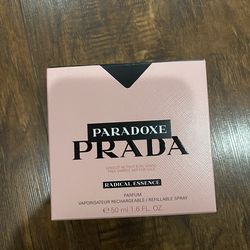 PARADOXE
PRADA
RADICAL ESSENCE
PARFUM
VAPORISATEUR RECHARGEABLE / REFILLABLE SPRAY
℮ 50 ml 1.6 FL. OZ.